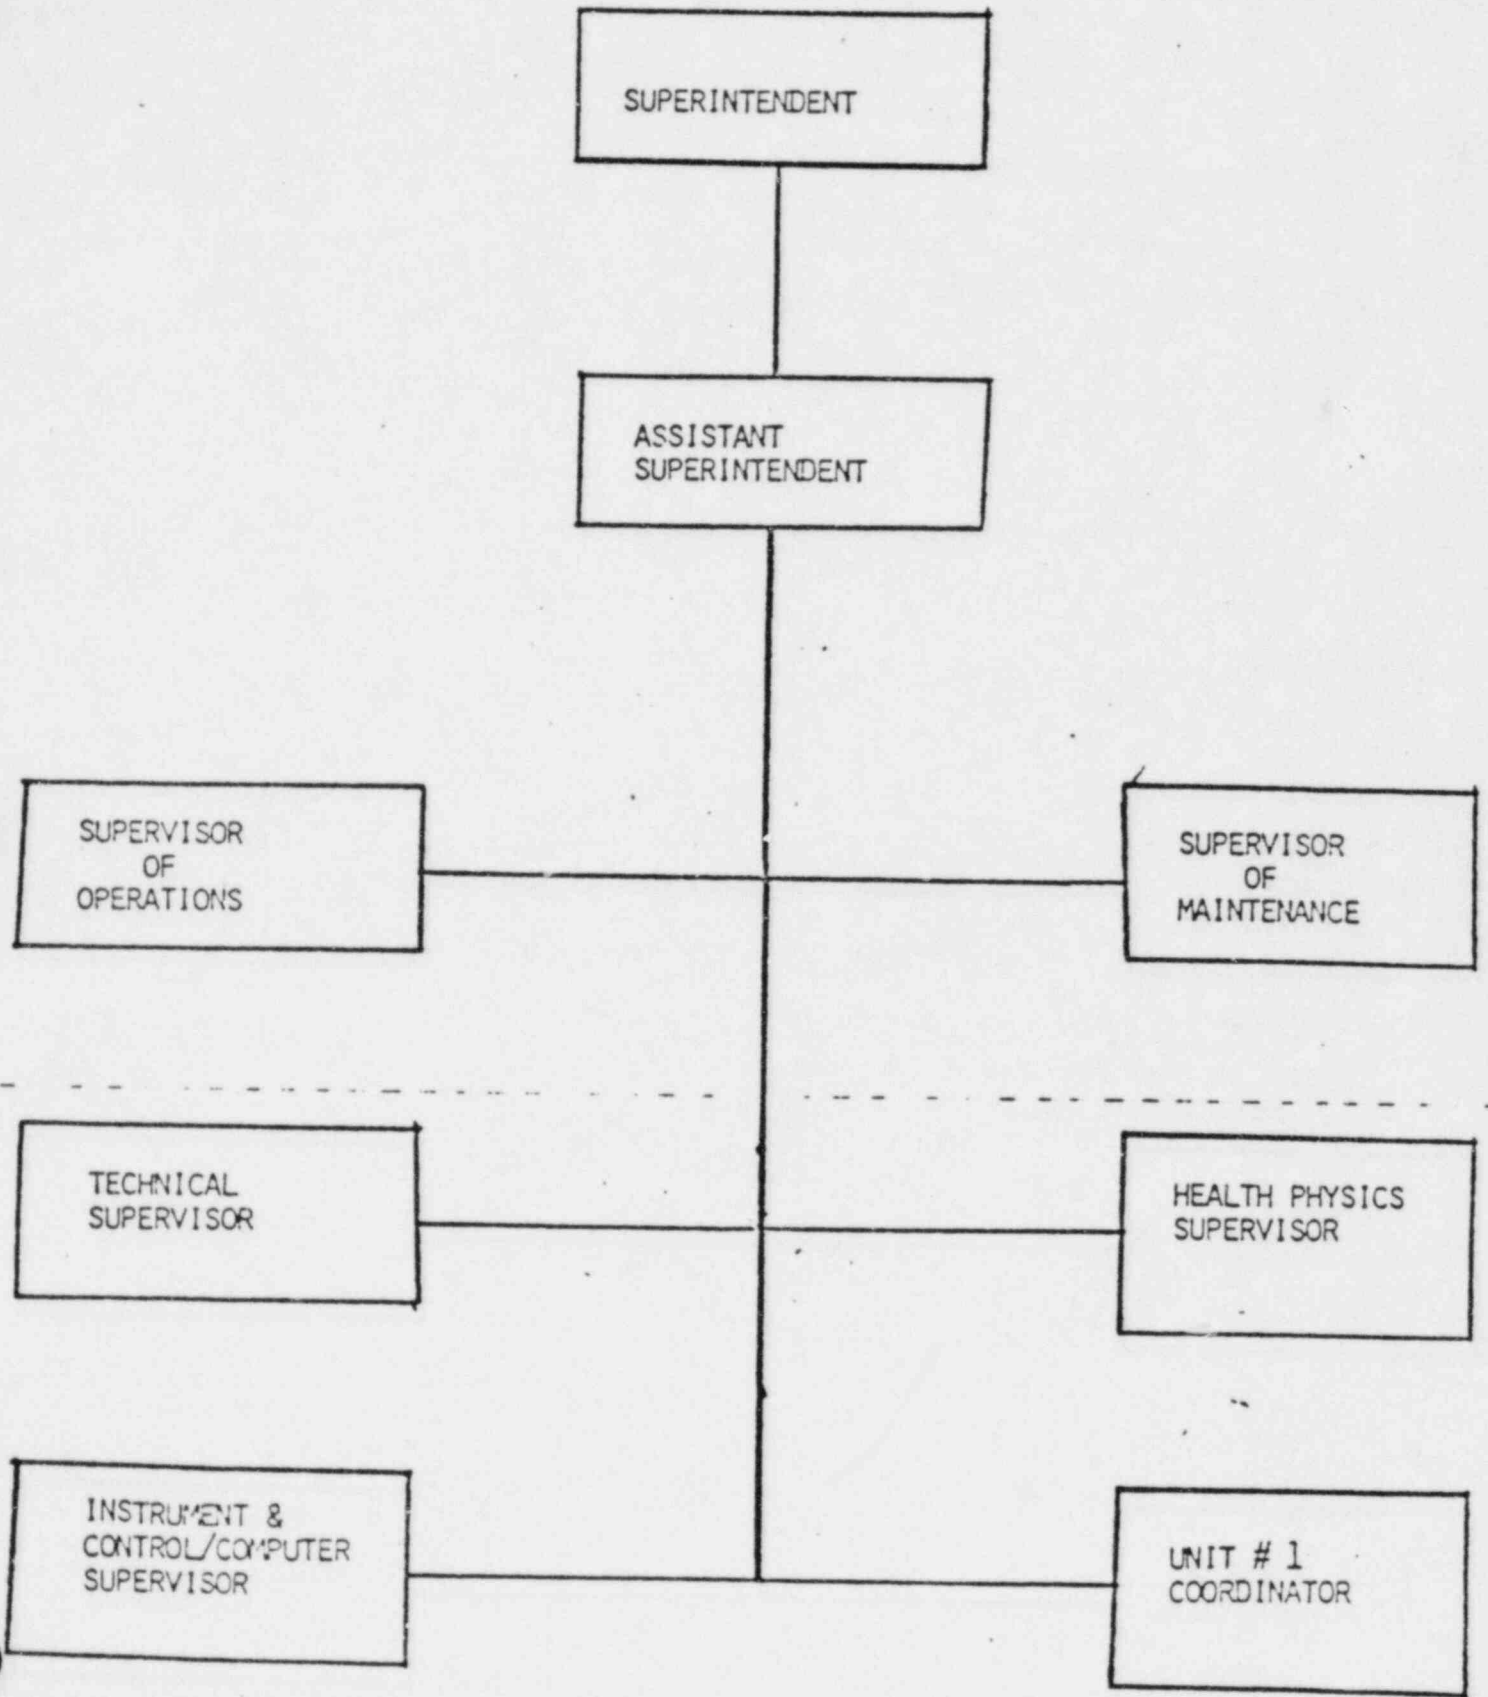 SUPERINTENDENT
ASSISTANT
SUPERINTENDENT
SUPERVISOR
OF
OPERATIONS
SUPERVISOR
OF
MAINTENANCE
TECHNICAL
SUPERVISOR
HEALTH PHYSICS
SUPERVISOR
INSTRUMENT &
CONTROL/COMPUTER
SUPERVISOR
UNIT # 1
COORDINATOR